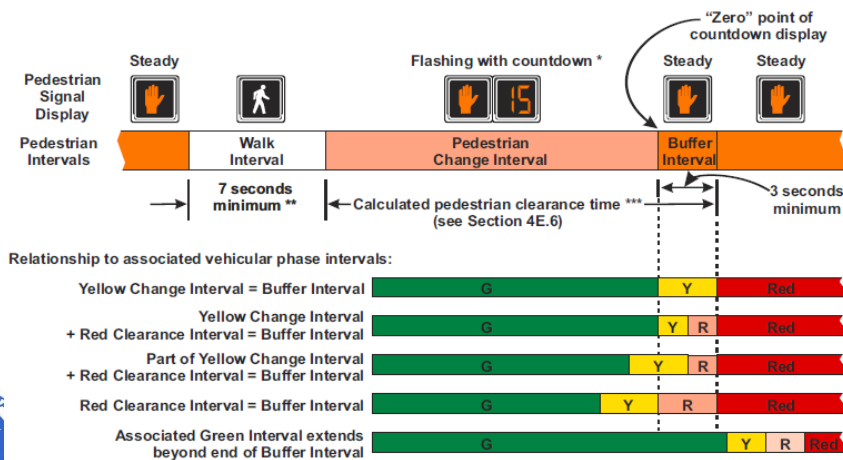 “Zero” point of
countdown display
Steady
Flashing with countdown *
Steady
Steady
Pedestrian
Signal
Display
15
Pedestrian
Intervals
Walk
Interval
Pedestrian
Change Interval
Buffer
Interval
7 seconds
minimum **
Calculated pedestrian clearance time ***
(see Section 4E.6)
3 seconds
minimum
Relationship to associated vehicular phase intervals:
Yellow Change Interval = Buffer Interval
G Y Red
Yellow Change Interval
+ Red Clearance Interval = Buffer Interval
G Y R Red
Part of Yellow Change Interval
+ Red Clearance Interval = Buffer Interval
G Y R Red
Red Clearance Interval = Buffer Interval
G Y R Red
Associated Green Interval extends
beyond end of Buffer Interval
G Y R Red